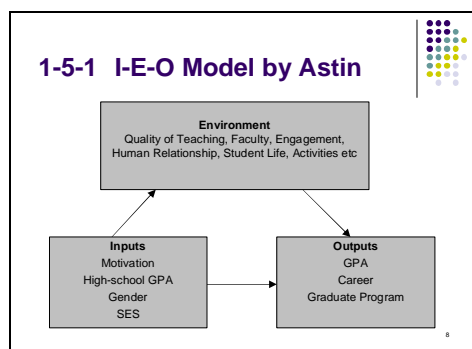 1-5-1 I-E-O Model by Astin
Environment
Quality of Teaching, Faculty, Engagement,
Human Relationship, Student Life, Activities etc
Inputs
Motivation
High-school GPA
Gender
SES
Outputs
GPA
Career
Graduate Program
8